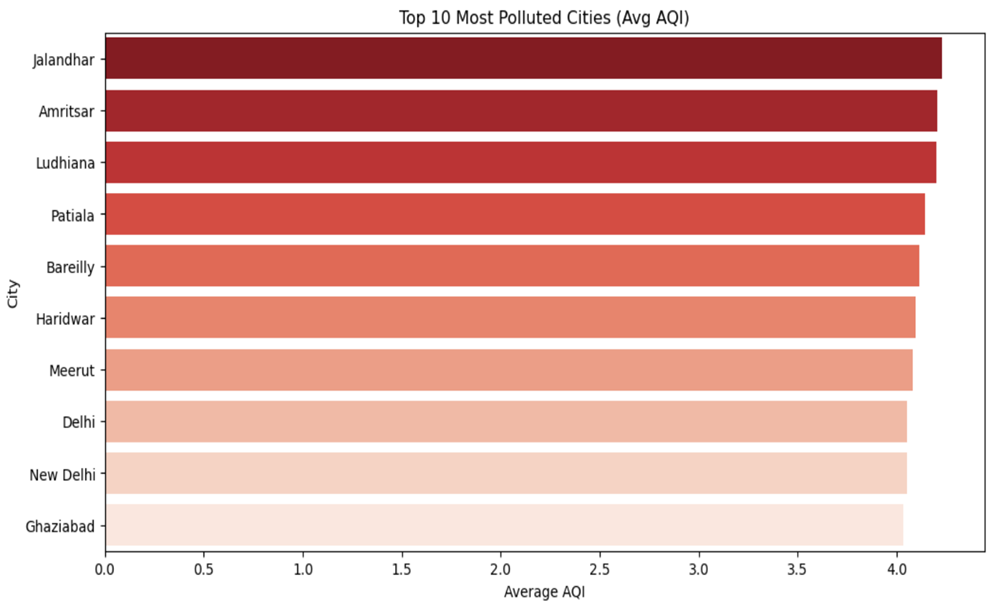 Top 10 Most Polluted Cities (Avg AQI)
City
Jalandhar
Amritsar
Ludhiana
Patiala
Bareilly
Haridwar
Meerut
Delhi
New Delhi
Ghaziabad
0.0 0.5 1.0 1.5 2.0 2.5 3.0 3.5 4.0
Average AQI